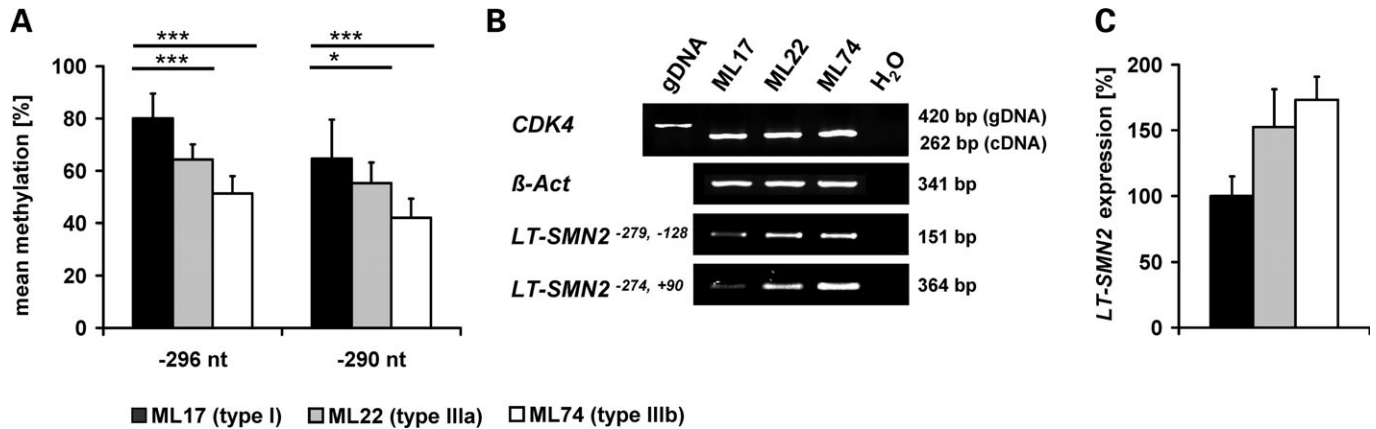 A
mean methylation [%]
100
80
60
40
20
0
***
***
***
*
-296 nt
-290 nt
ML17 (type I)
ML22 (type IIIa)
ML74 (type IIIb)
B
gDNA
ML17
ML22
ML74
H2O
CDK4
420 bp (gDNA)
262 bp (cDNA)
ß-Act
341 bp
LT-SMN2 -279, -128
151 bp
LT-SMN2 -274, +90
364 bp
C
LT-SMN2 expression [%]
200
150
100
50
0